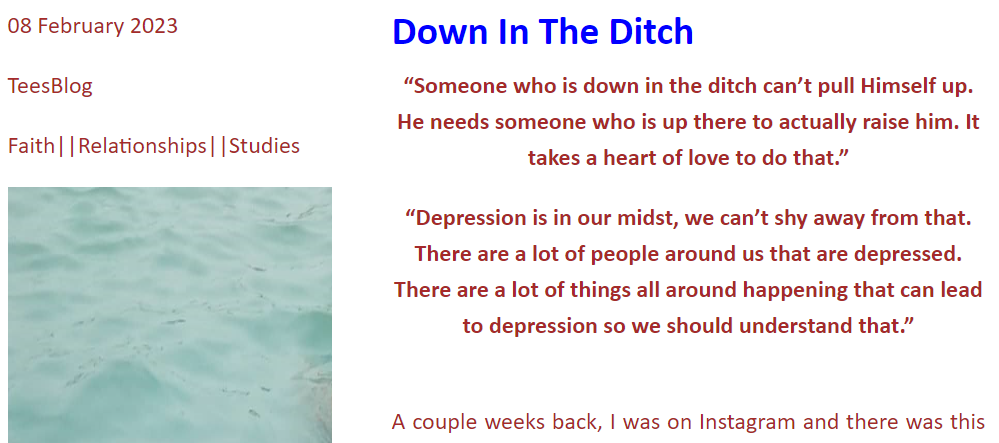 08 February 2023
TeesBlog
Faith||Relationships||Studies
Down In The Ditch
“Someone who is down in the ditch can’t pull Himself up.
He needs someone who is up there to actually raise him. It
takes a heart of love to do that.”
“Depression is in our midst, we can’t shy away from that.
There are a lot of people around us that are depressed.
There are a lot of things all around happening that can lead
to depression so we should understand that.”
A couple weeks back, I was on Instagram and there was this